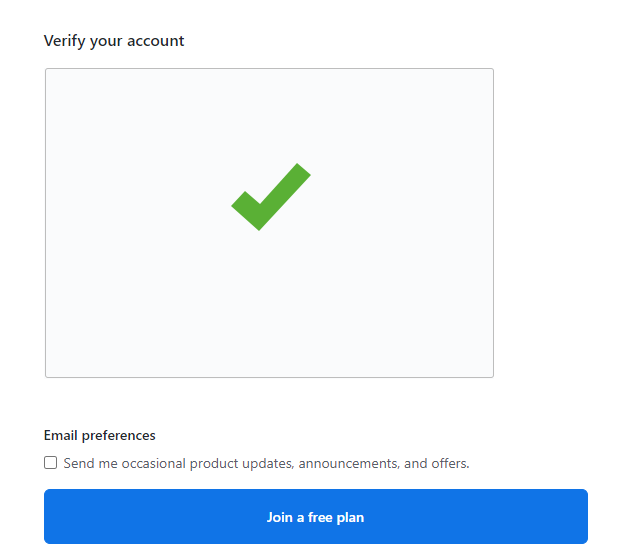 Verify your account
Email preferences
Send me occasional product updates, announcements, and offers.
Join a free plan